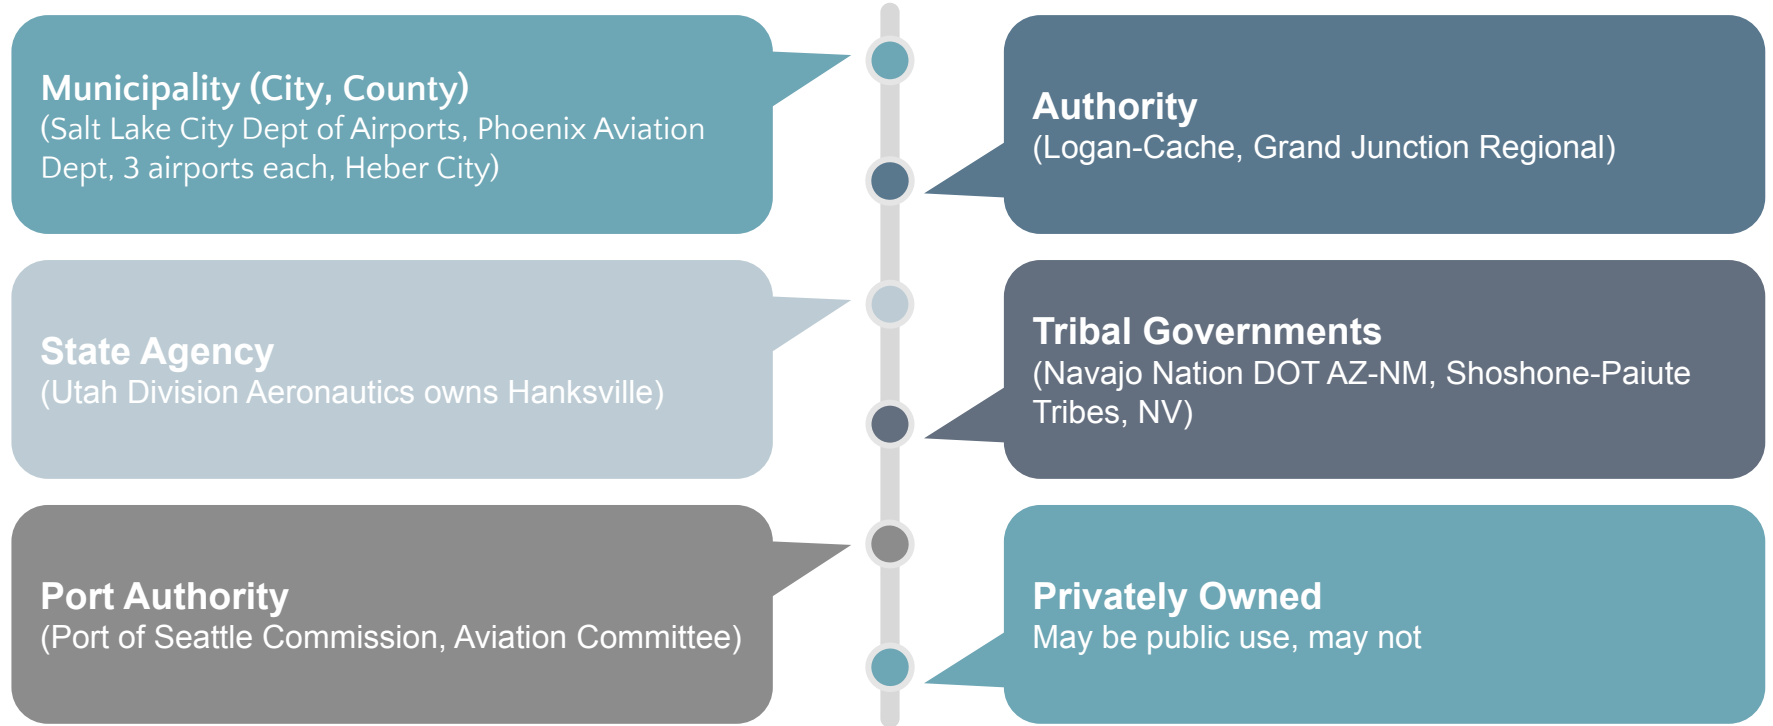 Municipality (City, County)
(Salt Lake City Dept of Airports, Phoenix Aviation
Dept, 3 airports each, Heber City)
Authority
(Logan-Cache, Grand Junction Regional)
State Agency
(Utah Division Aeronautics owns Hanksville)
Tribal Governments
(Navajo Nation DOT AZ-NM, Shoshone-Paiute
Tribes, NV)
Port Authority
(Port of Seattle Commission, Aviation Committee)
Privately Owned
May be public use, may not